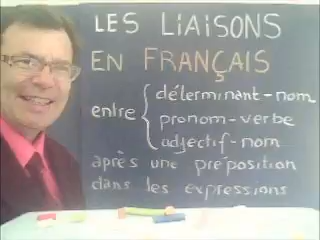 LES LIAISONS
EN FRANÇAIS
entre { déterminant - nom
pronom - verbe
adjectif - nom
après une préposition
dans les expressions